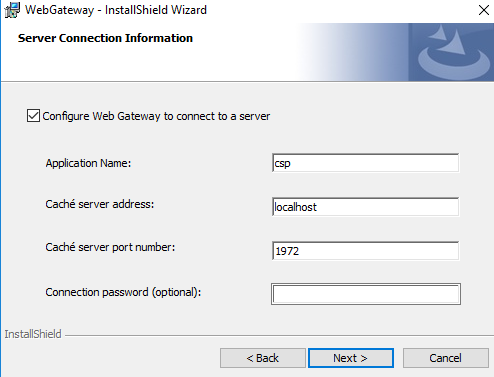 WebGateway - InstallShield Wizard
Server Connection Information
Configure Web Gateway to connect to a server
Application Name: csp
Caché server address: localhost
Caché server port number: 1972
Connection password (optional):
InstallShield
< Back Next > Cancel